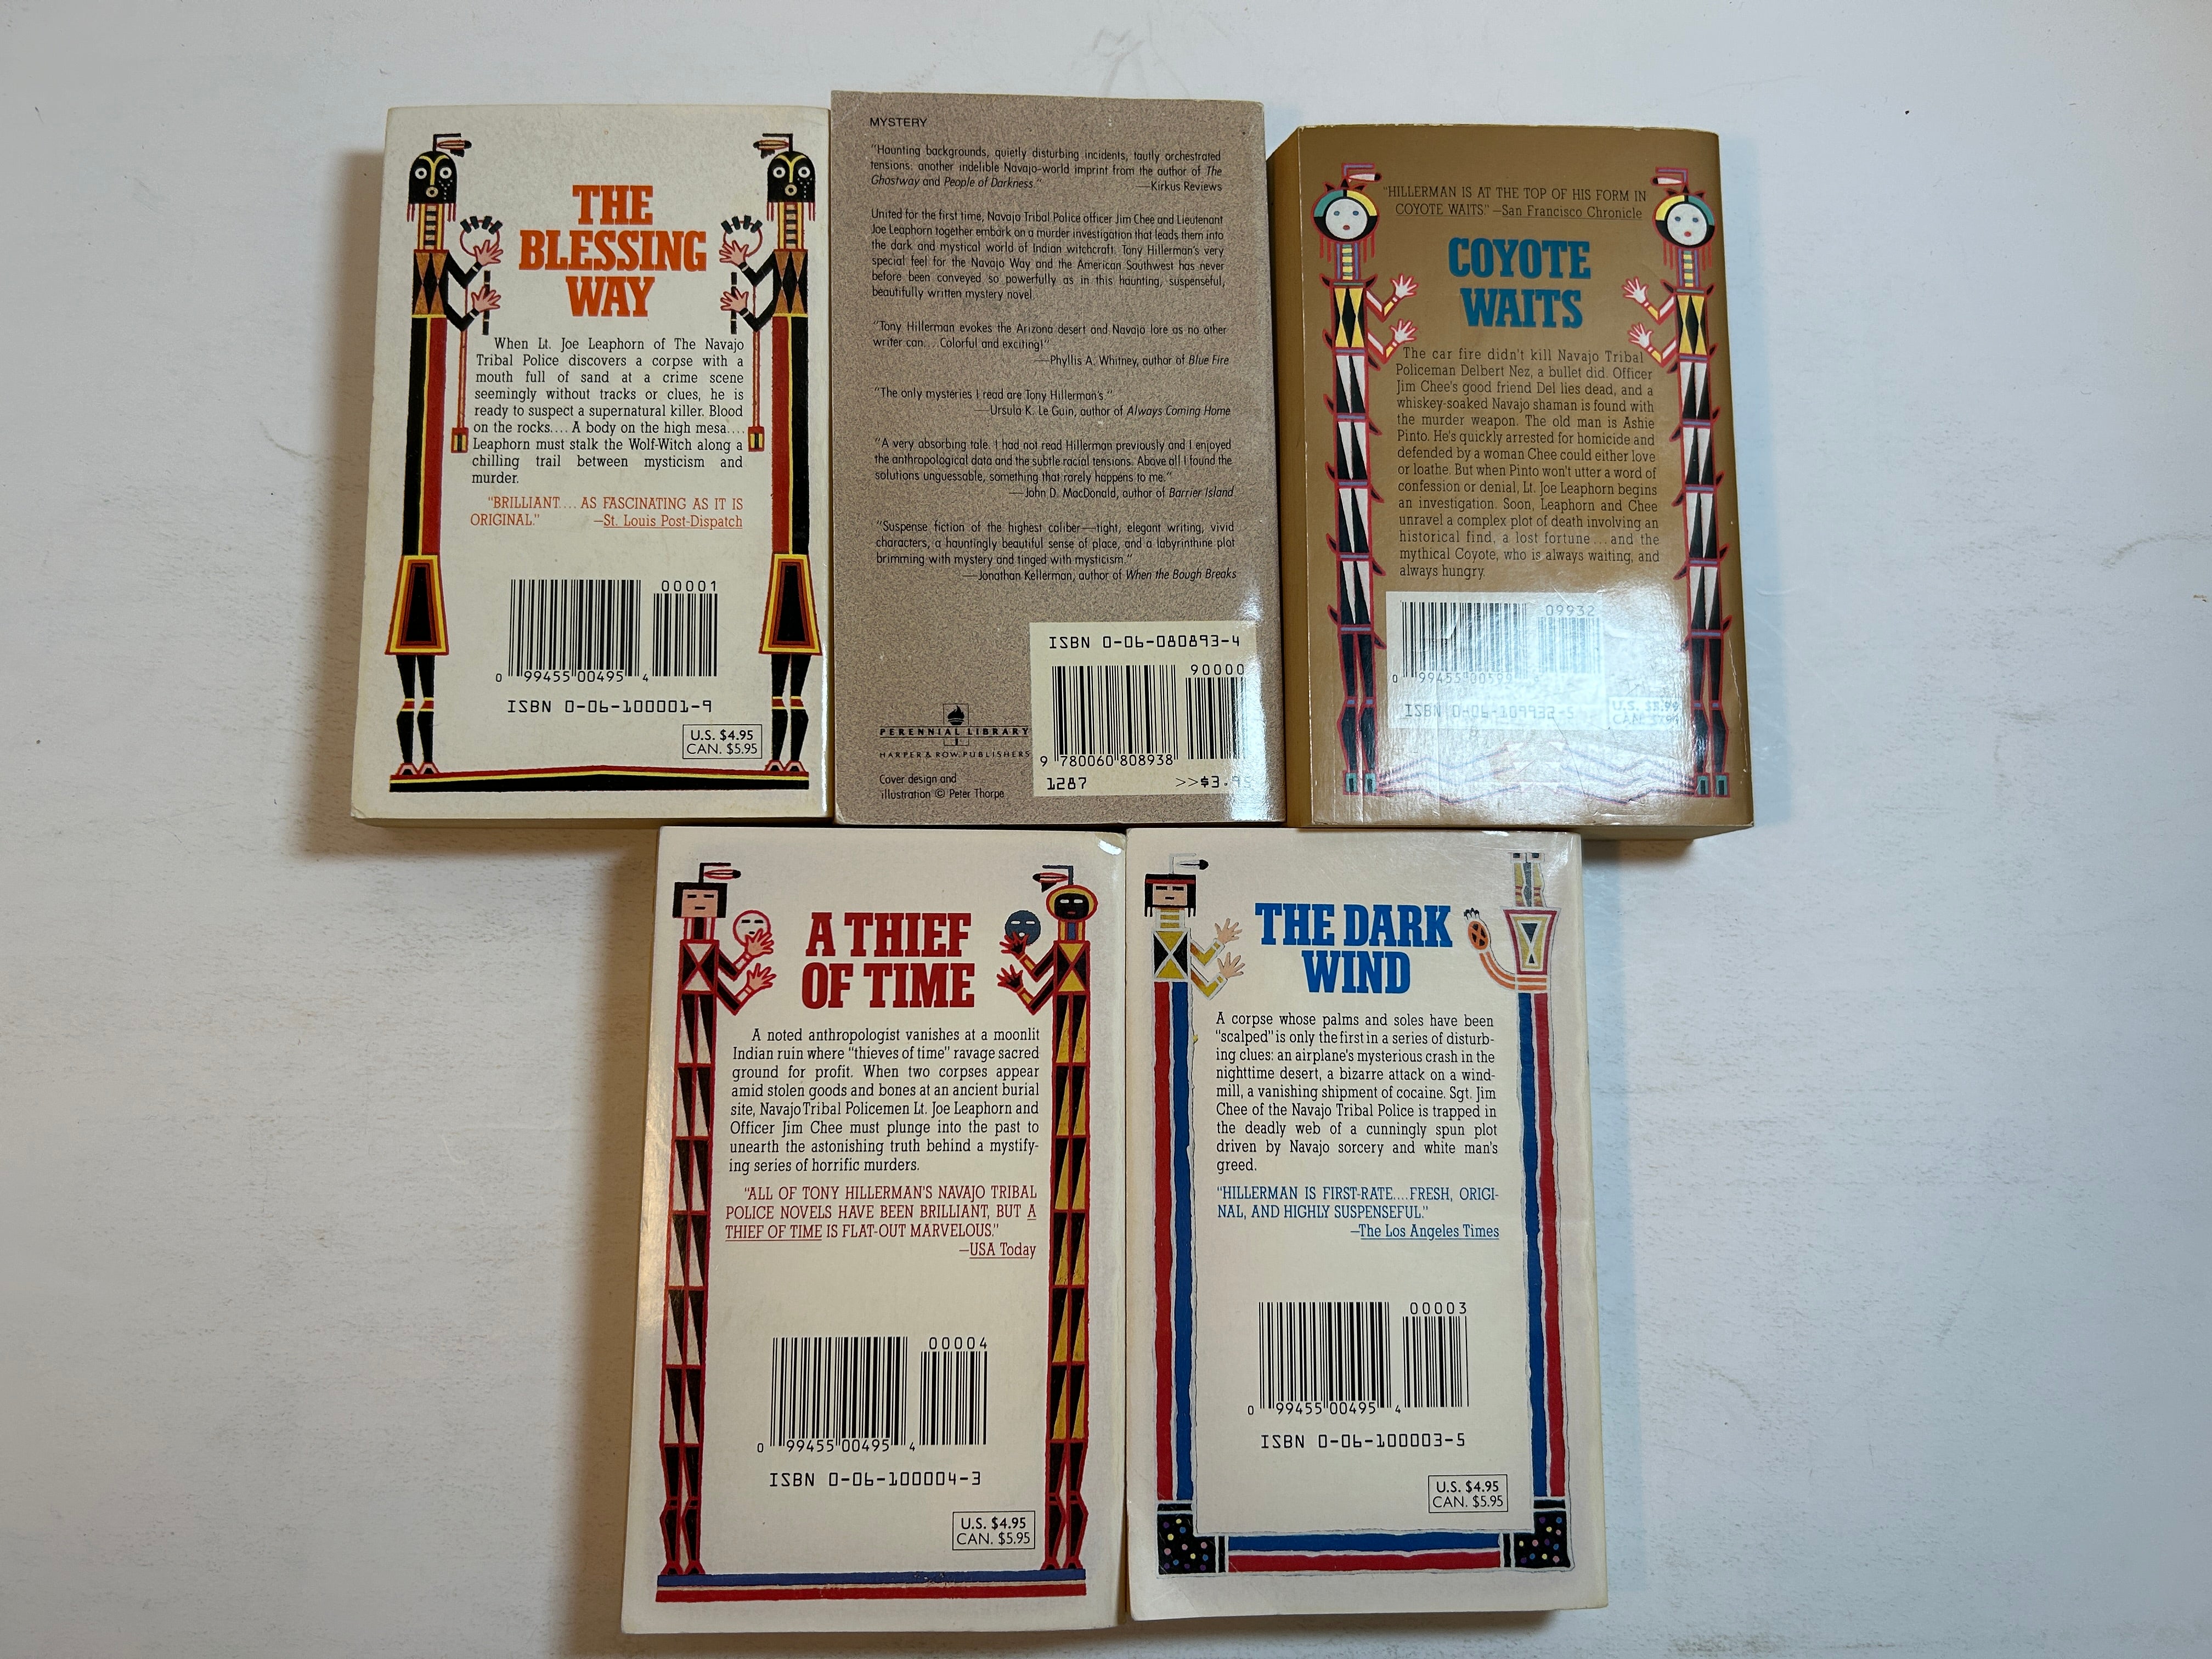 THE
BLESSING
WAY
When Lt. Joe Leaphorn of The Navajo
Tribal Police discovers a corpse with a
mouth full of sand at a crime scene
seemingly without tracks or clues, he is
ready to suspect a supernatural killer. Blood
on the rocks.... A body on the high mesa....
Leaphorn must stalk the Wolf-Witch along a
chilling trail between mysticism and
murder.
"BRILLIANT.... AS FASCINATING AS IT IS
ORIGINAL." —St. Louis Post-Dispatch
00001
0 99455 00495 4
ISBN 0-06-100001-9
U.S. $4.95
CAN. $5.95
MYSTERY
"Haunting backgrounds, quietly disturbing incidents, tautly orchestrated
tensions. another indelible Navajo-world imprint from the author of The
Ghostway and People of Darkness." —Kirkus Reviews
United for the first time, Navajo Tribal Police officer Jim Chee and Lieutenant
Joe Leaphorn together embark on a murder investigation that leads them into
the dark and mystical world of Indian witchcraft. Tony Hillerman's very
special feel for the Navajo Way and the American Southwest has never
before been conveyed so powerfully as in this haunting, suspenseful,
beautifully written mystery novel.
"Tony Hillerman evokes the Arizona desert and Navajo lore as no other
writer can....Colorful and exciting!"
—Phyllis A. Whitney, author of Blue Fire
"The only mysteries I read are Tony Hillerman's."
—Ursula K. Le Guin, author of Always Coming Home
"A very absorbing tale. I had not read Hillerman previously and I enjoyed
the anthropological data and the subtle racial tensions. Above all I found the
solutions unguessable, something that rarely happens to me."
—John D. MacDonald, author of Barrier Island
"Suspense fiction of the highest caliber—tight, elegant writing, vivid
characters, a hauntingly beautiful sense of place, and a labyrinthine plot
brimming with mystery and tinged with mysticism."
—Jonathan Kellerman, author of When the Bough Breaks
ISBN 0-06-080893-4
90000
9 780060 808938
1287 >>$3.95
PERENNIAL LIBRARY
HARPER & ROW PUBLISHERS
Cover design and
illustration © Peter Thorpe
"HILLERMAN IS AT THE TOP OF HIS FORM IN
COYOTE WAITS." —San Francisco Chronicle
COYOTE
WAITS
The car fire didn't kill Navajo Tribal
Policeman Delbert Nez, a bullet did. Officer
Jim Chee's good friend Del lies dead, and a
whiskey-soaked Navajo shaman is found with
the murder weapon. The old man is Ashie
Pinto. He's quickly arrested for homicide and
defended by a woman Chee could either love
or loathe. But when Pinto won't utter a word of
confession or denial, Lt. Joe Leaphorn begins
an investigation. Soon, Leaphorn and Chee
unravel a complex plot of death involving an
historical find, a lost fortune...and the
mythical Coyote, who is always waiting, and
always hungry.
09932
0 99455 00599
ISBN 0-06-109932-5
U.S. $5.99
CAN.
A THIEF
OF TIME
A noted anthropologist vanishes at a moonlit
Indian ruin where "thieves of time" ravage sacred
ground for profit. When two corpses appear
amid stolen goods and bones at an ancient burial
site, Navajo Tribal Policemen Lt. Joe Leaphorn and
Officer Jim Chee must plunge into the past to
unearth the astonishing truth behind a mystify-
ing series of horrific murders.
"ALL OF TONY HILLERMAN'S NAVAJO TRIBAL
POLICE NOVELS HAVE BEEN BRILLIANT, BUT A
THIEF OF TIME IS FLAT-OUT MARVELOUS."
—USA Today
00004
0 99455 00495 4
ISBN 0-06-100004-3
U.S. $4.95
CAN. $5.95
THE DARK
WIND
A corpse whose palms and soles have been
"scalped" is only the first in a series of disturb-
ing clues: an airplane's mysterious crash in the
nighttime desert, a bizarre attack on a wind-
mill, a vanishing shipment of cocaine. Sgt. Jim
Chee of the Navajo Tribal Police is trapped in
the deadly web of a cunningly spun plot
driven by Navajo sorcery and white man's
greed.
"HILLERMAN IS FIRST-RATE....FRESH, ORIGI-
NAL, AND HIGHLY SUSPENSEFUL."
—The Los Angeles Times
00003
0 99455 00495 4
ISBN 0-06-100003-5
U.S. $4.95
CAN. $5.95